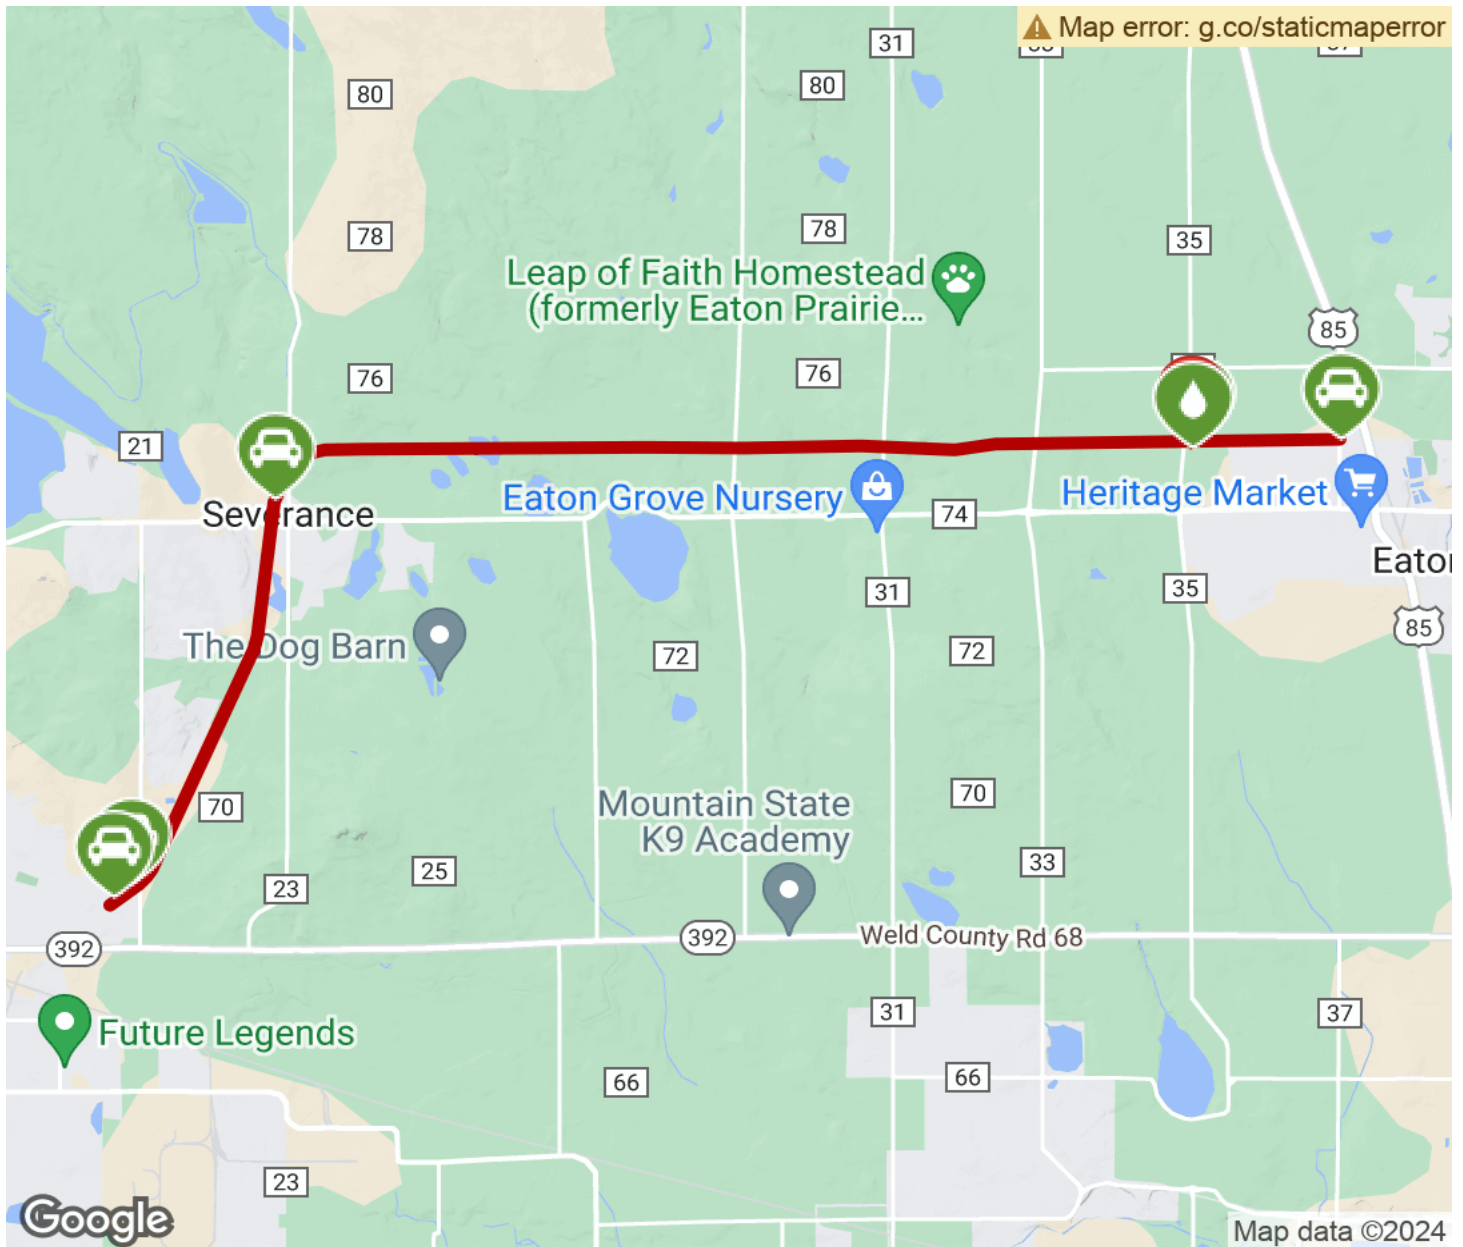 Map error: g.co/staticmaperror
31
80
80
78
78
35
Leap of Faith Homestead
(formerly Eaton Prairie...
85
76
76
21
Eaton Grove Nursery
Heritage Market
Severance
74
Eaton
31
35
85
The Dog Barn
72
72
70
70
Mountain State
K9 Academy
33
25
23
392
392
Weld County Rd 68
31
37
Future Legends
66
66
23
Google
Map data ©2024